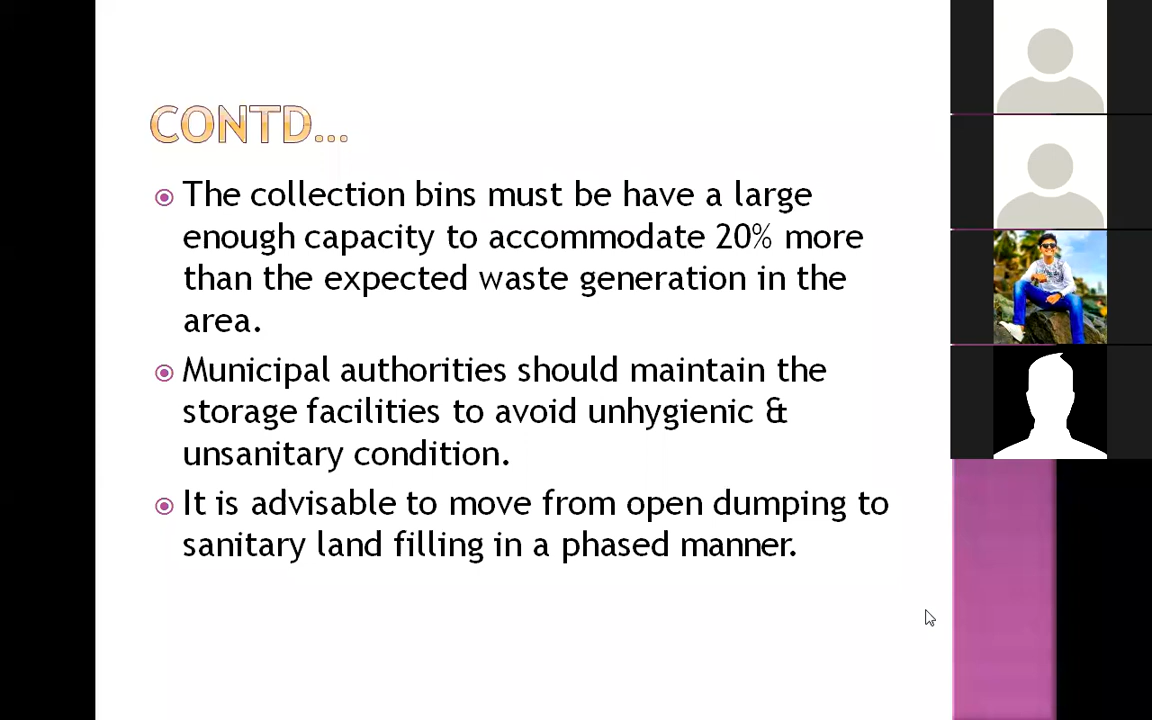 CONTD...
The collection bins must be have a large
enough capacity to accommodate 20% more
than the expected waste generation in the
area.
Municipal authorities should maintain the
storage facilities to avoid unhygienic &
unsanitary condition.
It is advisable to move from open dumping to
sanitary land filling in a phased manner.